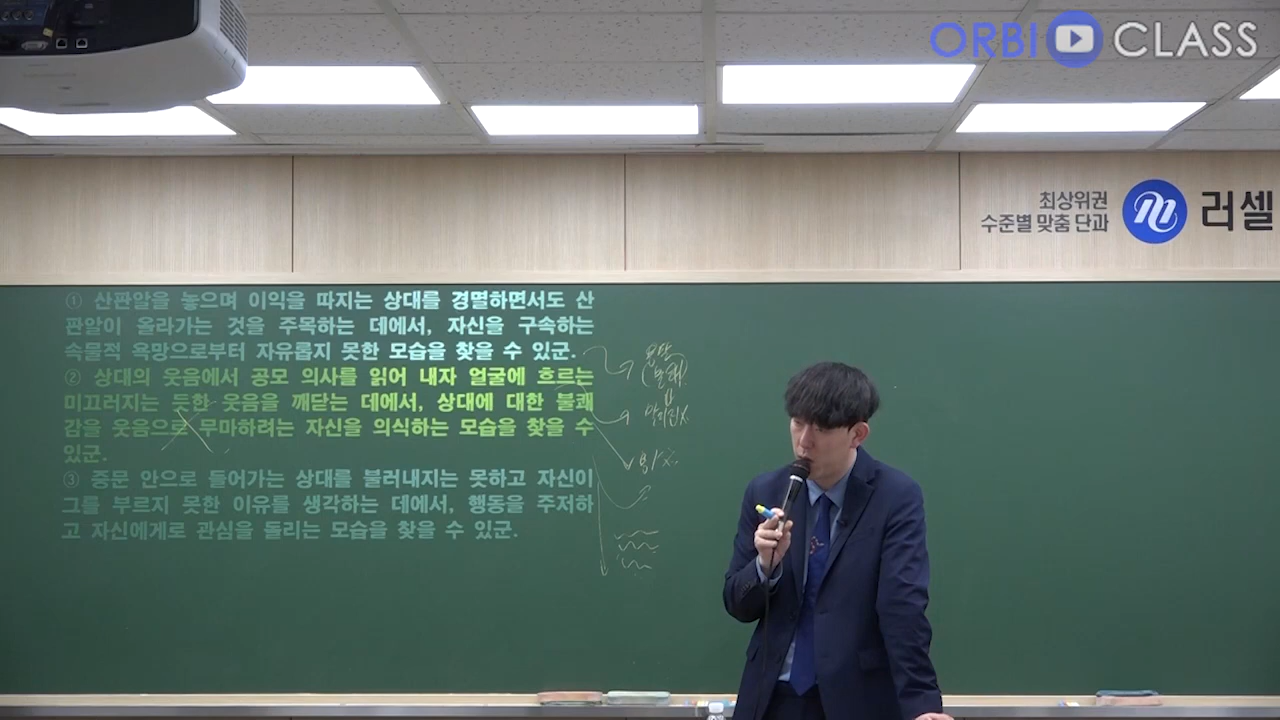 ORBI CLASS
최상위권
수준별 맞춤 단과
러셀
① 산판알을 놓으며 이익을 따지는 상대를 경멸하면서도 산
판알이 올라가는 것을 주목하는 데에서, 자신을 구속하는
속물적 욕망으로부터 자유롭지 못한 모습을 찾을 수 있군.
② 상대의 웃음에서 공모 의사를 읽어 내자 얼굴에 흐르는
미끄러지는 듯한 웃음을 깨닫는 데에서, 상대에 대한 불쾌
감을 웃음으로 무마하려는 자신을 의식하는 모습을 찾을 수
있군.
③ 중문 안으로 들어가는 상대를 불러내지는 못하고 자신이
그를 부르지 못한 이유를 생각하는 데에서, 행동을 주저하
고 자신에게로 관심을 돌리는 모습을 찾을 수 있군.